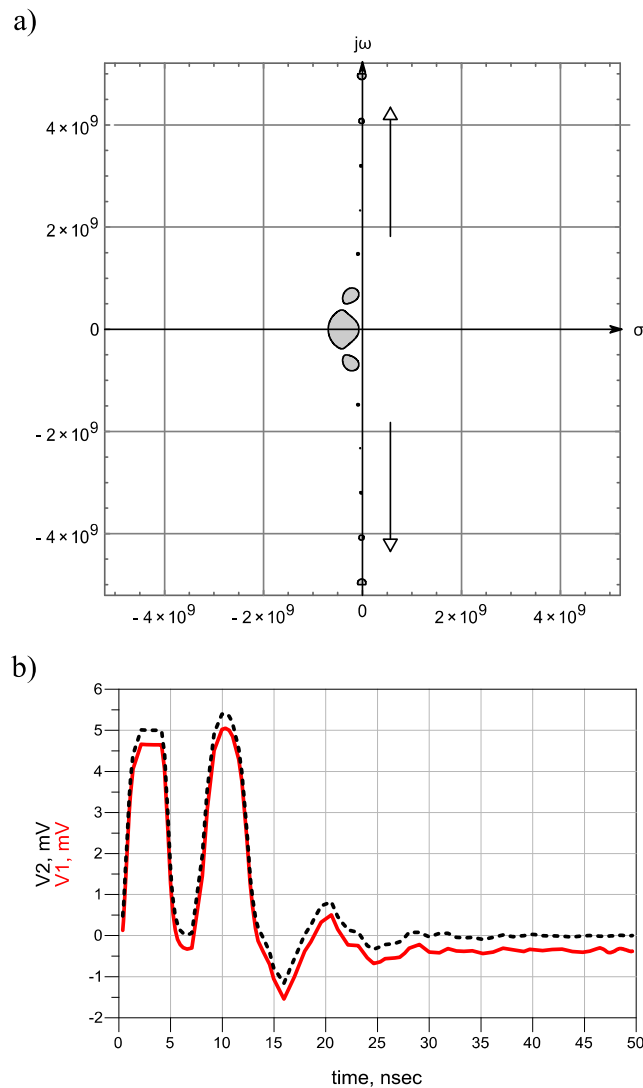 a)
jω
4×10⁹
2×10⁹
0
σ
-2×10⁹
-4×10⁹
-4×10⁹ -2×10⁹ 0 2×10⁹ 4×10⁹
b)
V2, mV
V1, mV
6
5
4
3
2
1
0
-1
-2
0 5 10 15 20 25 30 35 40 45 50
time, nsec